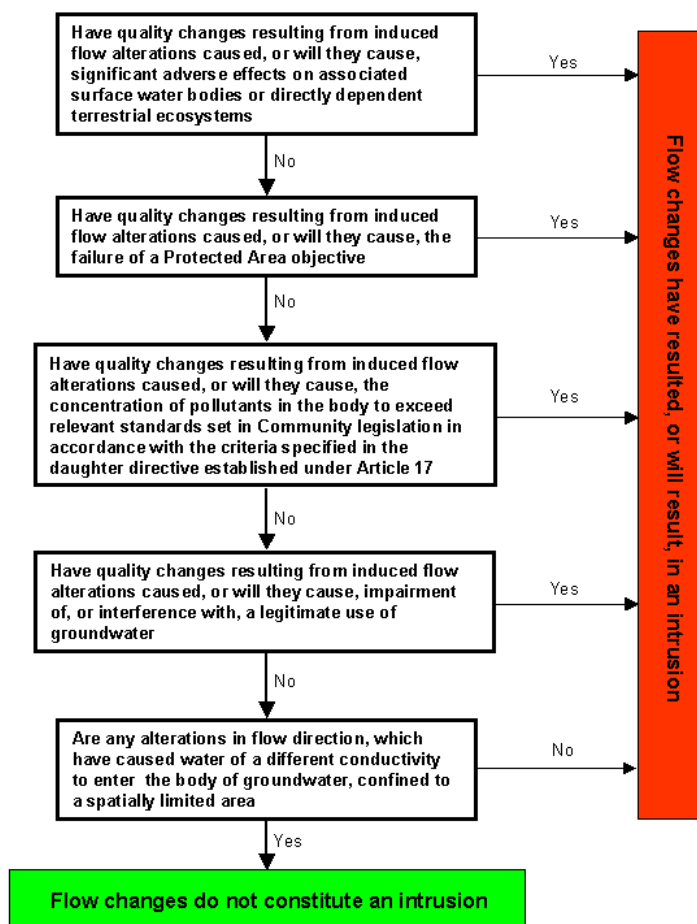 Have quality changes resulting from induced
flow alterations caused, or will they cause,
significant adverse effects on associated
surface water bodies or directly dependent
terrestrial ecosystems
Yes
No
Have quality changes resulting from induced
flow alterations caused, or will they cause, the
failure of a Protected Area objective
Yes
No
Have quality changes resulting from induced flow
alterations caused, or will they cause, the
concentration of pollutants in the body to exceed
relevant standards set in Community legislation in
accordance with the criteria specified in the
daughter directive established under Article 17
Yes
No
Have quality changes resulting from induced flow
alterations caused, or will they cause, impairment
of, or interference with, a legitimate use of
groundwater
Yes
No
Are any alterations in flow direction, which
have caused water of a different conductivity
to enter the body of groundwater, confined to
a spatially limited area
No
Yes
Flow changes do not constitute an intrusion
Flow changes have resulted, or will result, in an intrusion